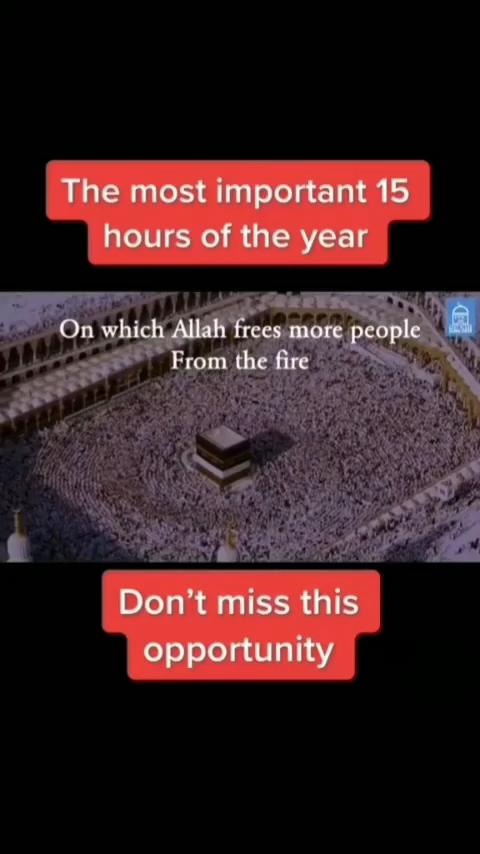 The most important 15
hours of the year
On which Allah frees more people
From the fire
Don't miss this
opportunity